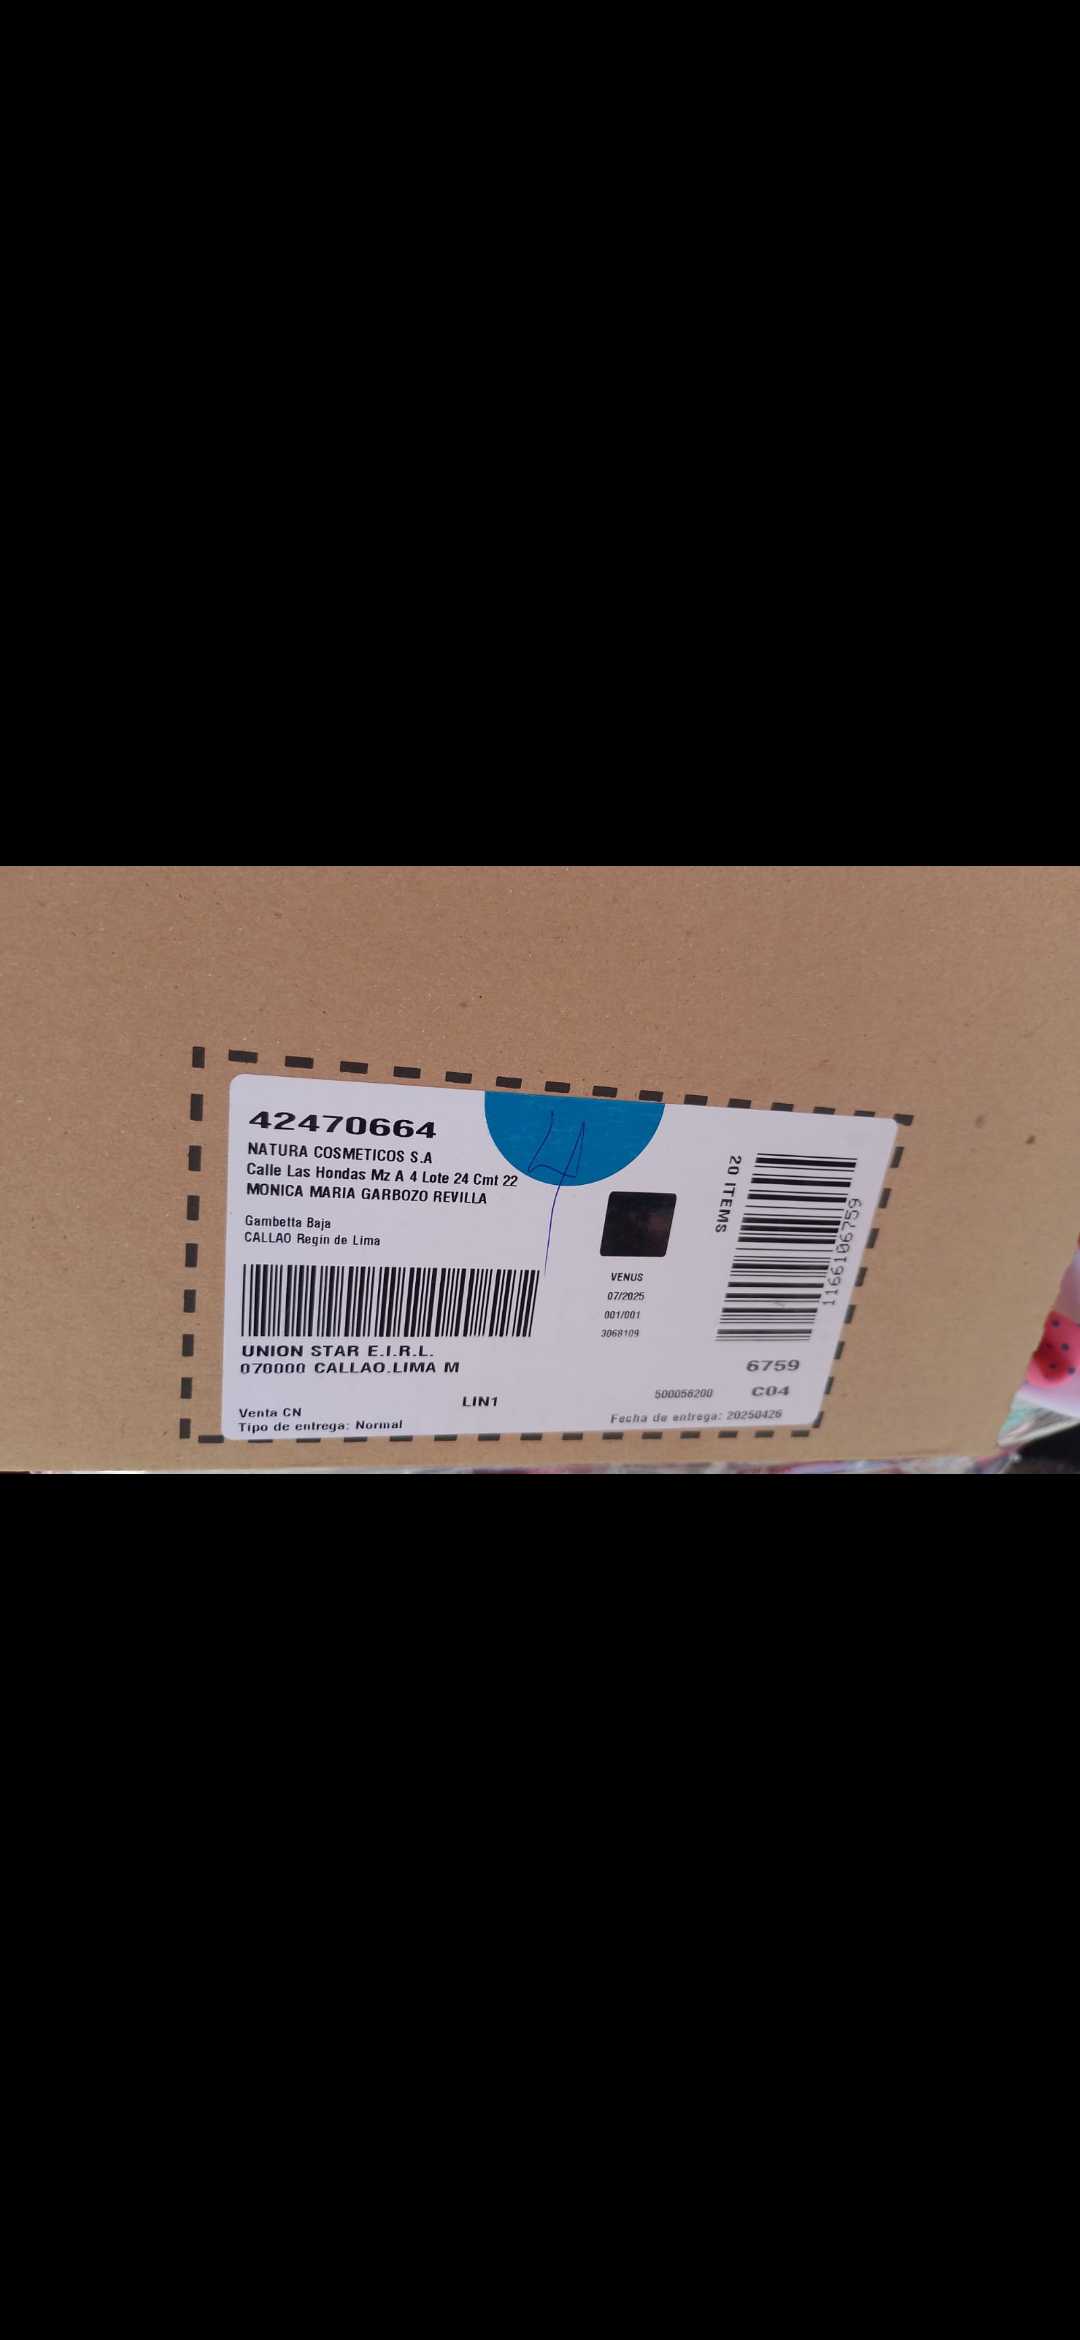 42470664
NATURA COSMETICOS S.A
Calle Las Hondas Mz A 4 Lote 24 Cmt 22
MONICA MARIA GARBOZO REVILLA
Gambetta Baja
CALLAO Regin de Lima
UNION STAR E.I.R.L.
070000 CALLAO.LIMA M
LIN1
Venta CN
Tipo de entrega: Normal
4
VENUS
07/2025
001/001
3068109
20 ITEMS
1166106759
6759
500056200 C04
Fecha de entrega: 20250426